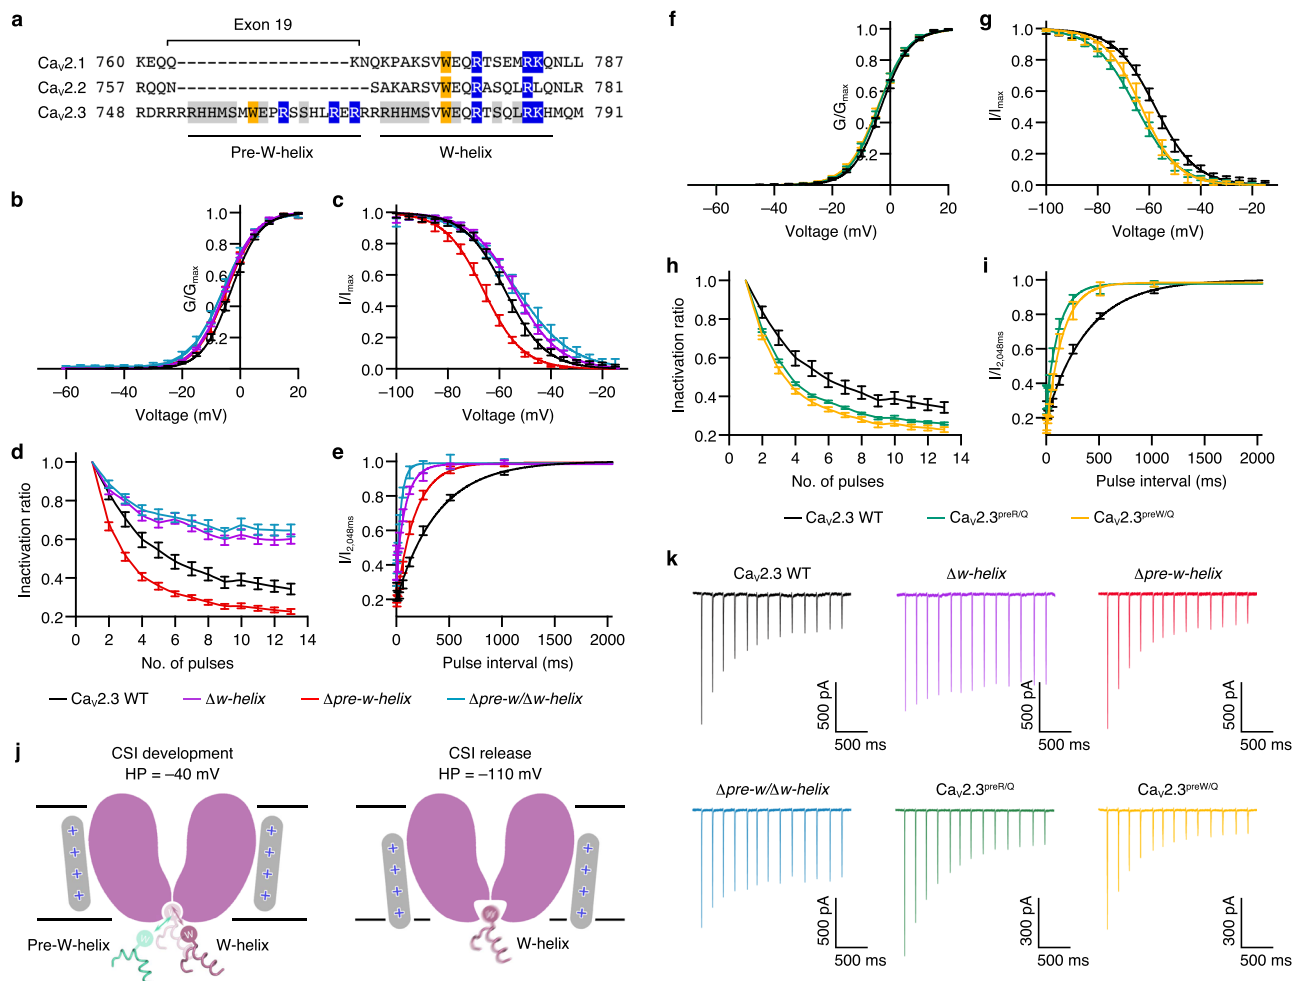 a
Exon 19
CaV2.1 760 KEQQ-----------------KNQKPAKSVWEQRTSEMRKQNLL 787
CaV2.2 757 RQQN-------------------SAKARSVWEQRASQLRLQNLR 781
CaV2.3 748 RDRRRRHHMSMWEPRSSHLRERRRRHHMSVWEQRTSQLRKHMQM 791
Pre-W-helix W-helix
b
G/Gmax
1.0
0.8
0.6
0.4
0.2
−60 −40 −20 0 20
Voltage (mV)
c
I/Imax
1.0
0.8
0.6
0.4
0.2
0.0
−100 −80 −60 −40 −20
Voltage (mV)
d
Inactivation ratio
1.0
0.8
0.6
0.4
0.2
0 2 4 6 8 10 12 14
No. of pulses
e
I/I2,048ms
1.0
0.8
0.6
0.4
0.2
0 500 1000 1500 2000
Pulse interval (ms)
CaV2.3 WT Δw-helix Δpre-w-helix Δpre-w/Δw-helix
f
G/Gmax
1.0
0.8
0.6
0.4
0.2
−60 −40 −20 0 20
Voltage (mV)
g
I/Imax
1.0
0.8
0.6
0.4
0.2
0.0
−100 −80 −60 −40 −20
Voltage (mV)
h
Inactivation ratio
1.0
0.8
0.6
0.4
0.2
0 2 4 6 8 10 12 14
No. of pulses
i
I/I2,048ms
1.0
0.8
0.6
0.4
0.2
0 500 1000 1500 2000
Pulse interval (ms)
CaV2.3 WT CaV2.3preR/Q CaV2.3preW/Q
j
CSI development
HP = −40 mV
CSI release
HP = −110 mV
+ + + +
+ + + +
+ + + +
+ + + +
W
W
W
Pre-W-helix
W-helix
W-helix
k
CaV2.3 WT
500 pA
500 ms
Δw-helix
500 pA
500 ms
Δpre-w-helix
500 pA
500 ms
Δpre-w/Δw-helix
500 pA
500 ms
CaV2.3preR/Q
300 pA
500 ms
CaV2.3preW/Q
300 pA
500 ms